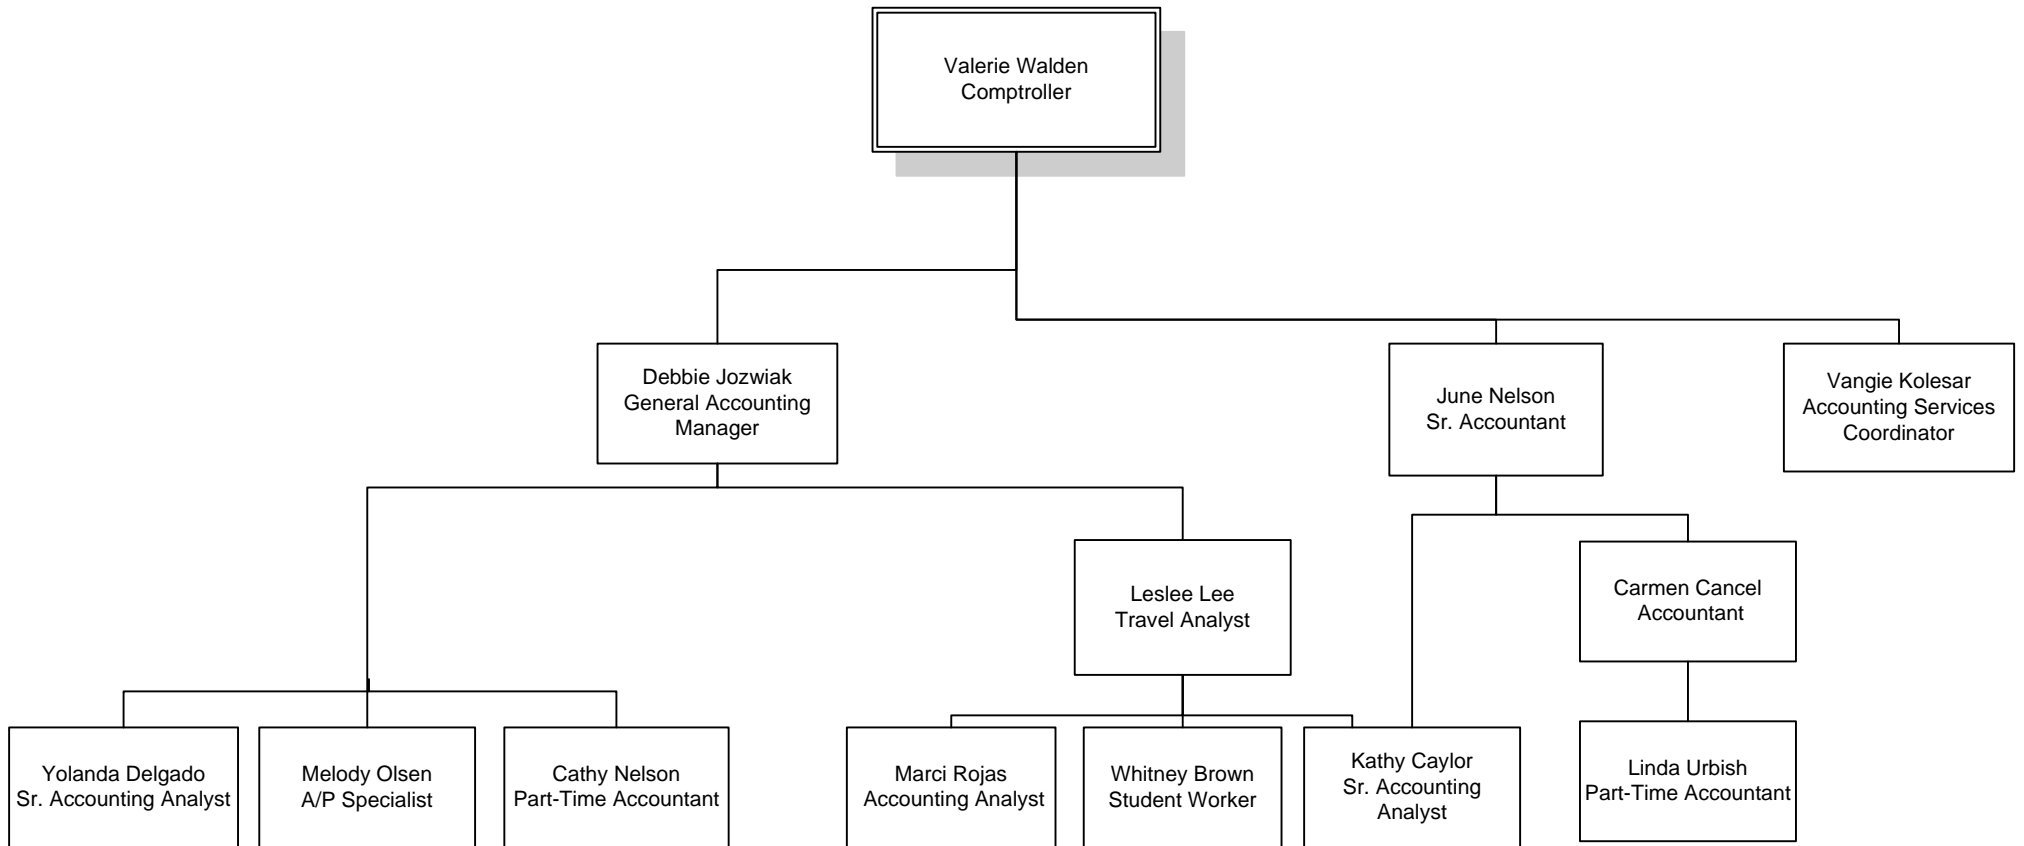 Valerie Walden
Comptroller
Debbie Jozwiak
General Accounting
Manager
June Nelson
Sr. Accountant
Vangie Kolesar
Accounting Services
Coordinator
Leslee Lee
Travel Analyst
Carmen Cancel
Accountant
Yolanda Delgado
Sr. Accounting Analyst
Melody Olsen
A/P Specialist
Cathy Nelson
Part-Time Accountant
Marci Rojas
Accounting Analyst
Whitney Brown
Student Worker
Kathy Caylor
Sr. Accounting
Analyst
Linda Urbish
Part-Time Accountant